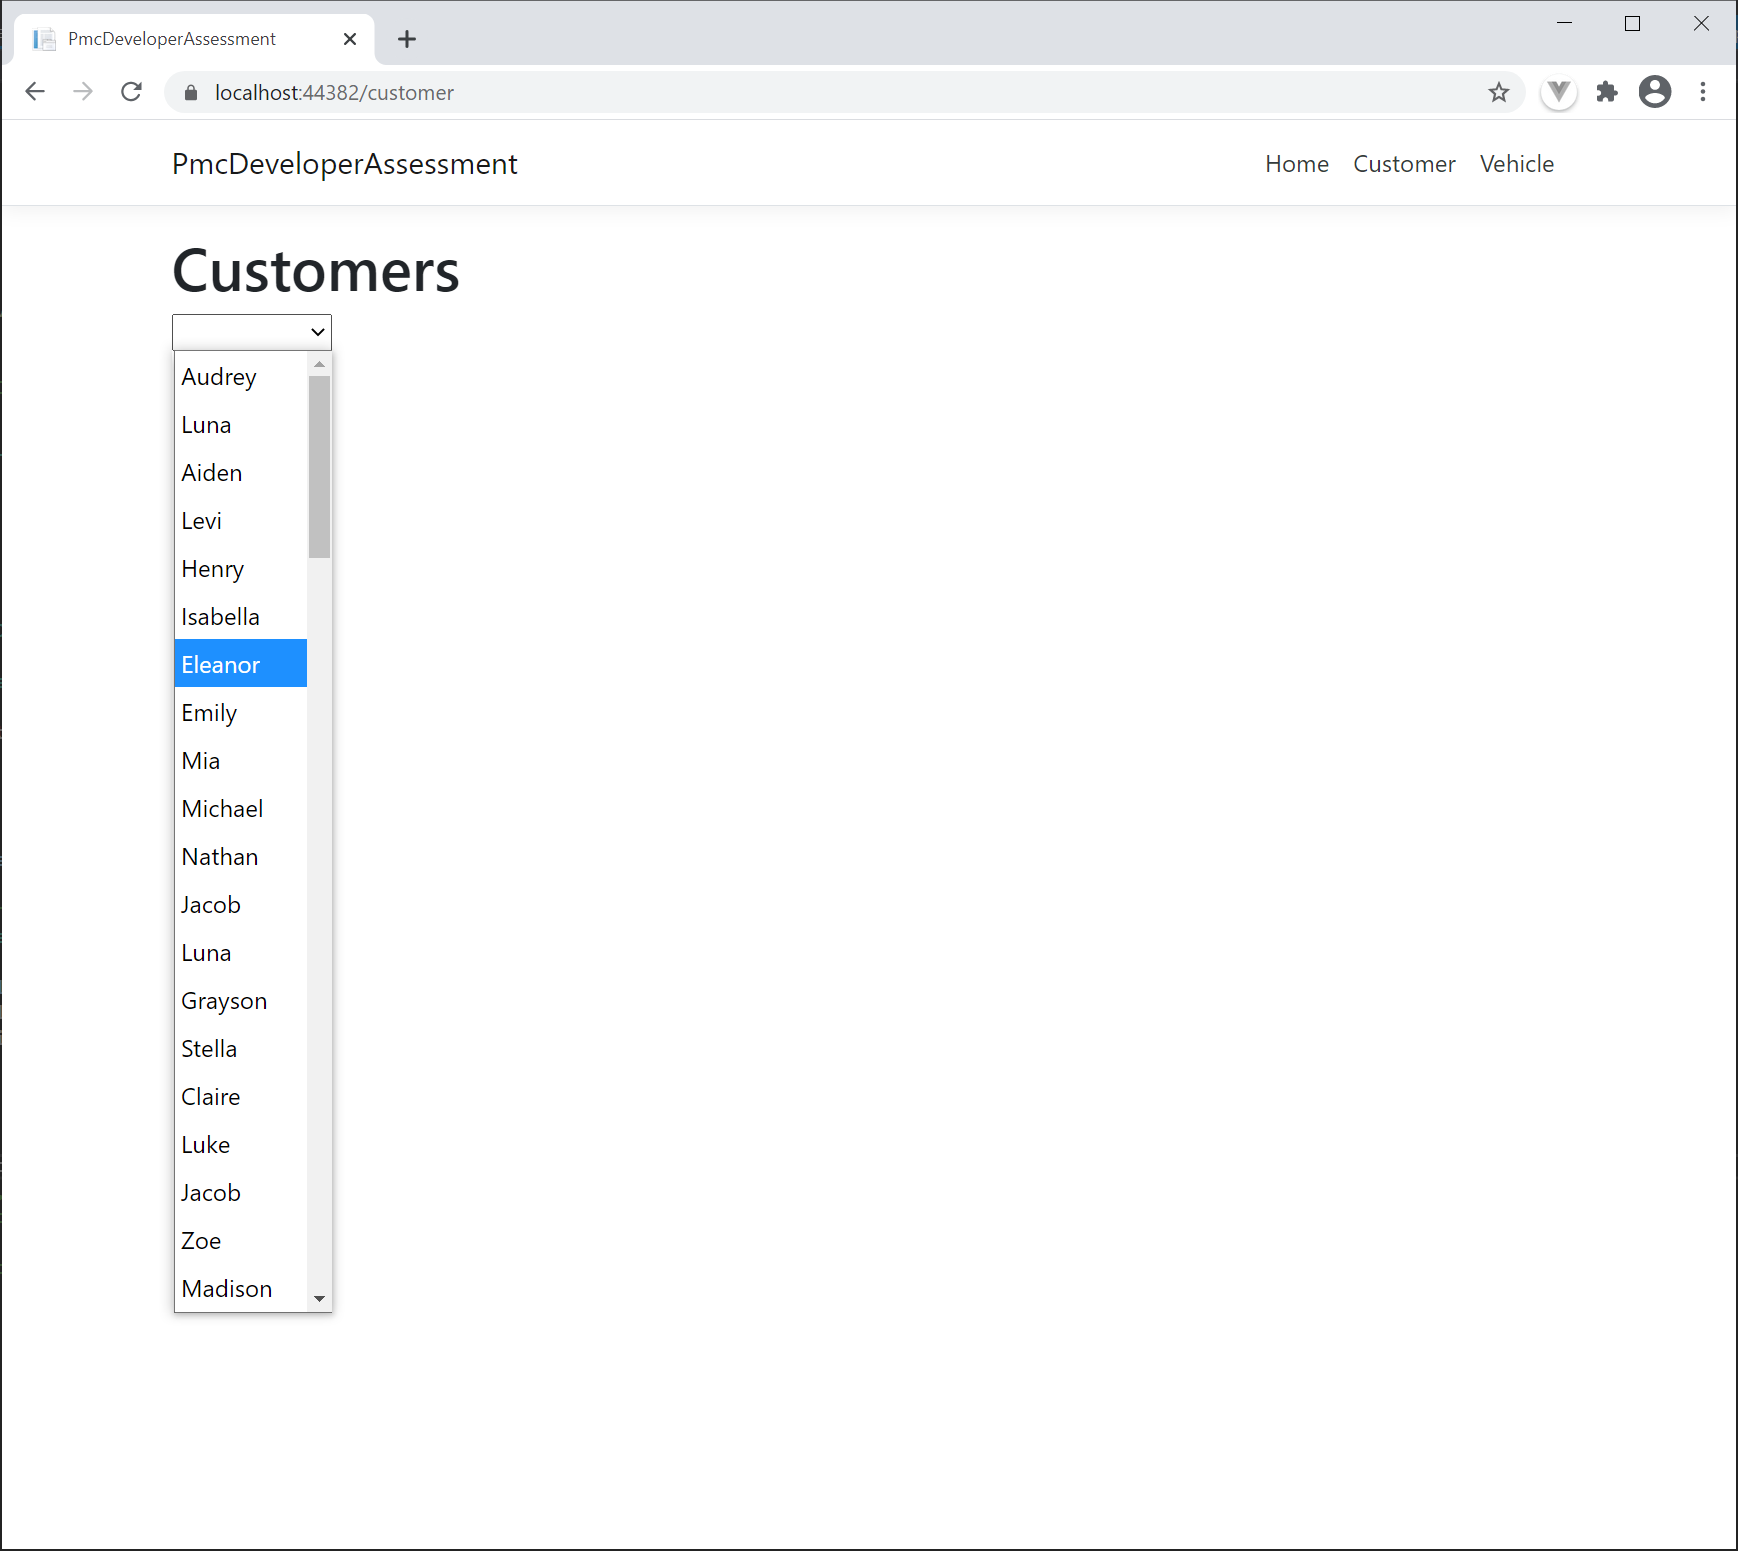 PmcDeveloperAssessment
localhost:44382/customer
PmcDeveloperAssessment Home Customer Vehicle
Customers
Audrey
Luna
Aiden
Levi
Henry
Isabella
Eleanor
Emily
Mia
Michael
Nathan
Jacob
Luna
Grayson
Stella
Claire
Luke
Jacob
Zoe
Madison